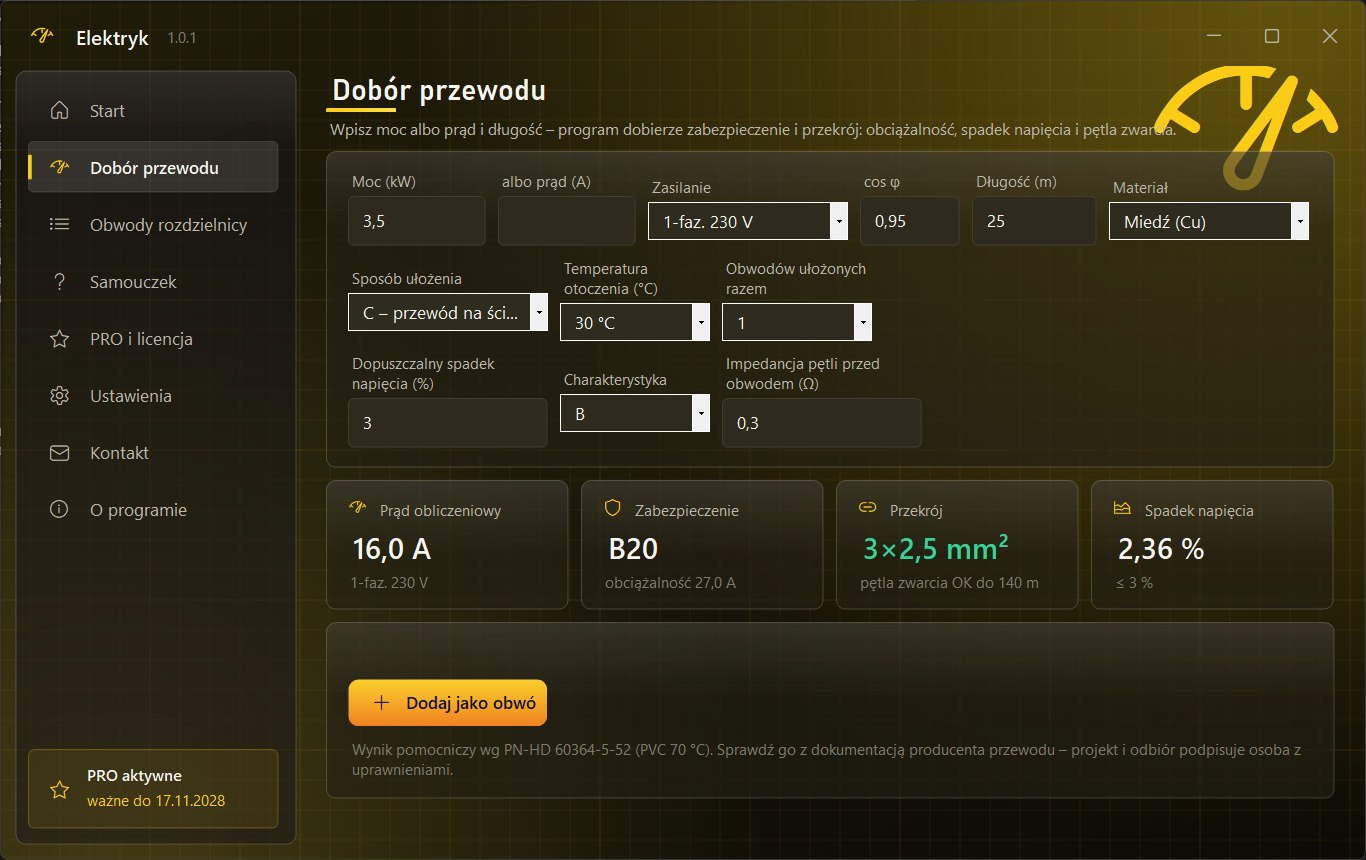 Elektryk 1.0.1
Start
Dobór przewodu
Obwody rozdzielnicy
Samouczek
PRO i licencja
Ustawienia
Kontakt
O programie
PRO aktywne
ważne do 17.11.2028
Dobór przewodu
Wpisz moc albo prąd i długość – program dobierze zabezpieczenie i przekrój: obciążalność, spadek napięcia i pętla zwarcia.
Moc (kW)
3,5
albo prąd (A)
Zasilanie
1-faz. 230 V
cos φ
0,95
Długość (m)
25
Materiał
Miedź (Cu)
Sposób ułożenia
C – przewód na ści...
Temperatura
otoczenia (°C)
30 °C
Obwodów ułożonych
razem
1
Dopuszczalny spadek
napięcia (%)
3
Charakterystyka
B
Impedancja pętli przed
obwodem (Ω)
0,3
Prąd obliczeniowy
16,0 A
1-faz. 230 V
Zabezpieczenie
B20
obciążalność 27,0 A
Przekrój
3×2,5 mm²
pętla zwarcia OK do 140 m
Spadek napięcia
2,36 %
≤ 3 %
Dodaj jako obwó
Wynik pomocniczy wg PN-HD 60364-5-52 (PVC 70 °C). Sprawdź go z dokumentacją producenta przewodu – projekt i odbiór podpisuje osoba z
uprawnieniami.